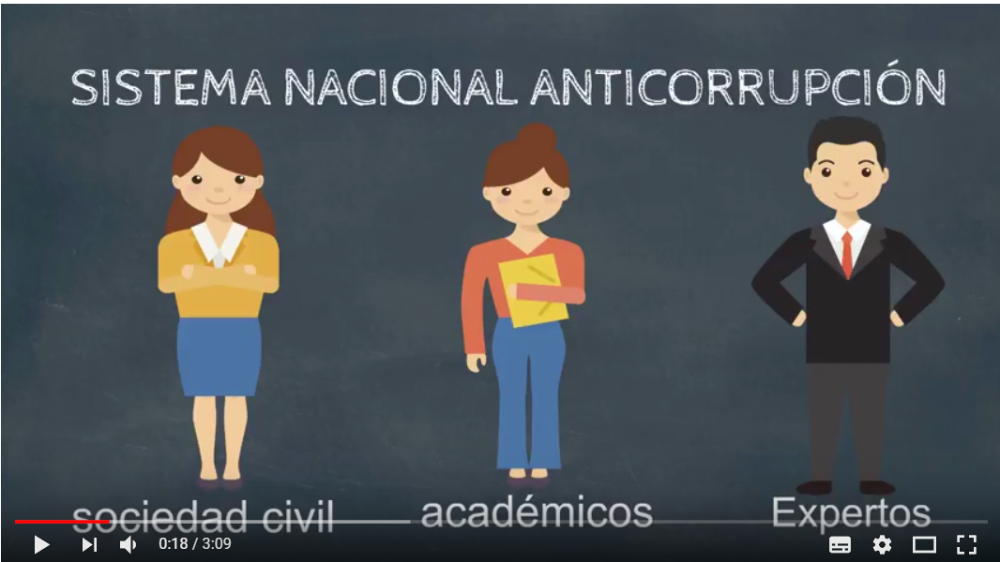 SISTEMA NACIONAL ANTICORRUPCIÓN
sociedad civil
académicos
Expertos
0:18 / 3:09